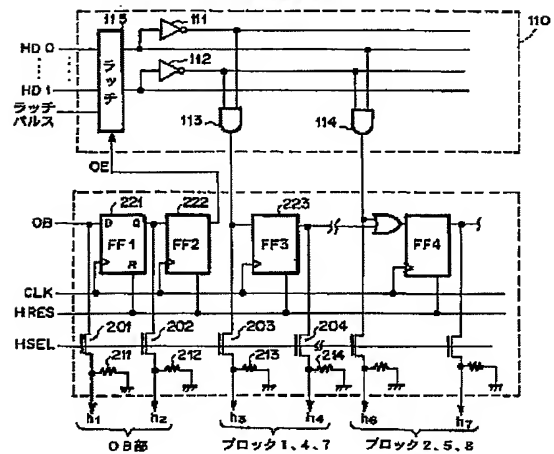 115
111
110
HD 0
HD 1
ラッチ
112
ラッチ
パルス
113
114
OE
221
222
223
OB
D
Q
R
FF1
FF2
FF3
FF4
CLK
HRES
HSEL
201
202
203
204
211
212
213
214
h1
h2
h3
h4
h6
h7
OB部
ブロック1、4、7
ブロック2、5、8